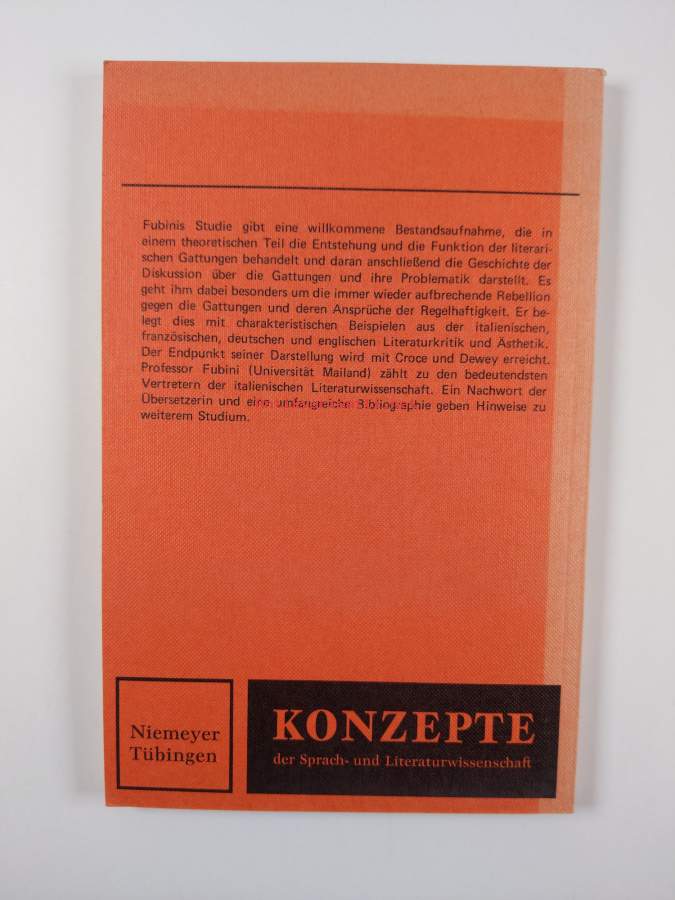 Fubinis Studie gibt eine willkommene Bestandsaufnahme, die in
einem theoretischen Teil die Entstehung und die Funktion der literari-
schen Gattungen behandelt und daran anschließend die Geschichte der
Diskussion über die Gattungen und ihre Problematik darstellt. Es
geht ihm dabei besonders um die immer wieder aufbrechende Rebellion
gegen die Gattungen und deren Ansprüche der Regelhaftigkeit. Er be-
legt dies mit charakteristischen Beispielen aus der italienischen,
französischen, deutschen und englischen Literaturkritik und Ästhetik.
Der Endpunkt seiner Darstellung wird mit Croce und Dewey erreicht.
Professor Fubini (Universität Mailand) zählt zu den bedeutendsten
Vertretern der italienischen Literaturwissenschaft. Ein Nachwort der
Übersetzerin und eine umfangreiche Bibliographie geben Hinweise zu
weiterem Studium.
Niemeyer
Tübingen
KONZEPTE
der Sprach- und Literaturwissenschaft